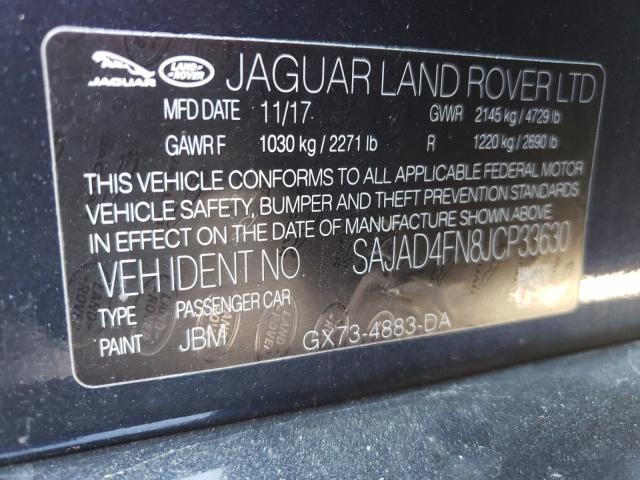 JAGUAR LAND ROVER JAGUAR LAND ROVER LTD
MFD DATE 11/17 GVWR 2145 kg / 4729 lb
GAWR F 1030 kg / 2271 lb R 1220 kg / 2690 lb
THIS VEHICLE CONFORMS TO ALL APPLICABLE FEDERAL MOTOR
VEHICLE SAFETY, BUMPER AND THEFT PREVENTION STANDARDS
IN EFFECT ON THE DATE OF MANUFACTURE SHOWN ABOVE.
VEH IDENT NO. SAJAD4FN8JCP33630
TYPE PASSENGER CAR
PAINT JBM GX73-4883-DA